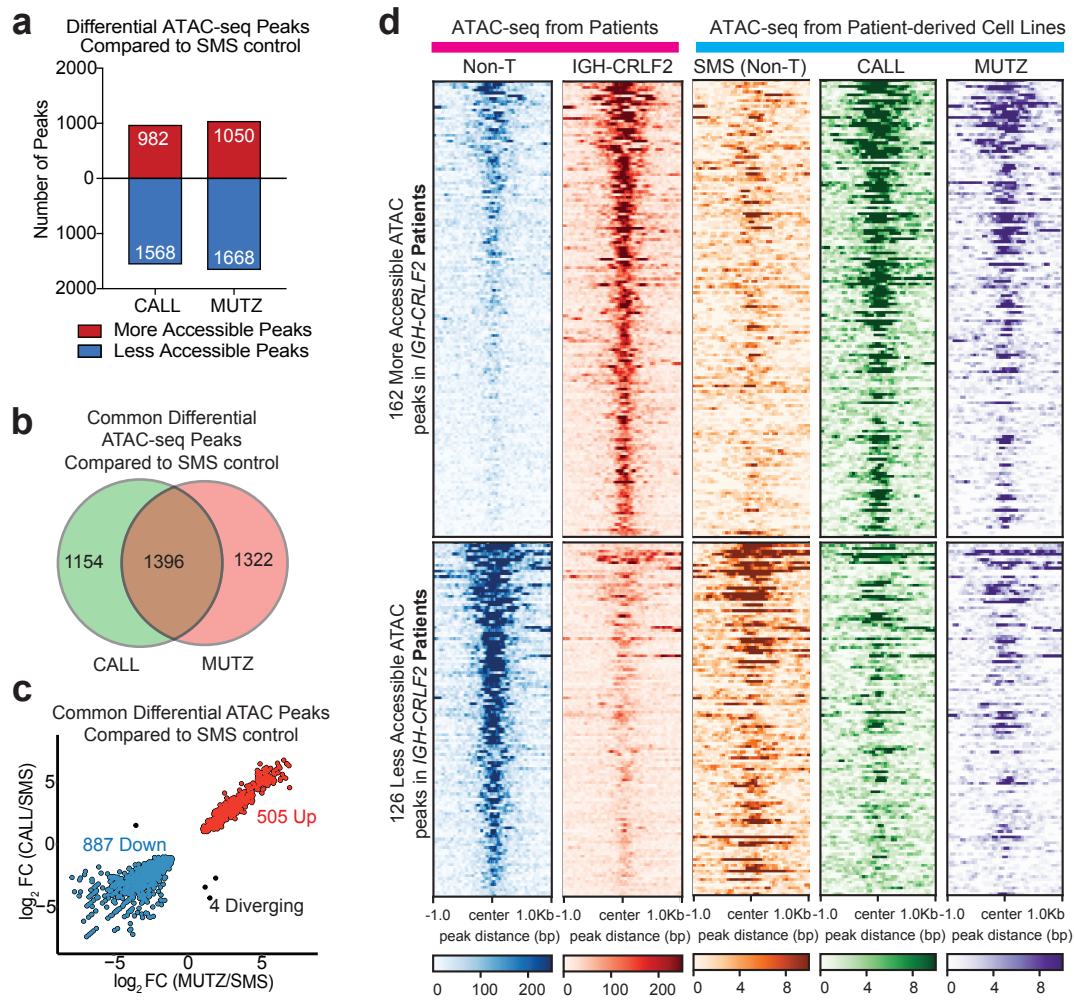 a
Differential ATAC-seq Peaks
Compared to SMS control
Number of Peaks
2000
1000
0
1000
2000
982
1050
1568
1668
CALL
MUTZ
More Accessible Peaks
Less Accessible Peaks
b
Common Differential
ATAC-seq Peaks
Compared to SMS control
1154
1396
1322
CALL
MUTZ
c
Common Differential ATAC Peaks
Compared to SMS control
log2 FC (CALL/SMS)
5
0
−5
505 Up
887 Down
4 Diverging
−5
0
5
log2 FC (MUTZ/SMS)
d
ATAC-seq from Patients
ATAC-seq from Patient-derived Cell Lines
Non-T
IGH-CRLF2
SMS (Non-T)
CALL
MUTZ
162 More Accessible ATAC
peaks in IGH-CRLF2 Patients
126 Less Accessible ATAC
peaks in IGH-CRLF2 Patients
-1.0 center 1.0Kb
-1.0 center 1.0Kb
-1.0 center 1.0Kb
-1.0 center 1.0Kb
-1.0 center 1.0Kb
peak distance (bp)
peak distance (bp)
peak distance (bp)
peak distance (bp)
peak distance (bp)
0 100 200
0 100 200
0 4 8 10
0 4 8 10
0 4 8 10